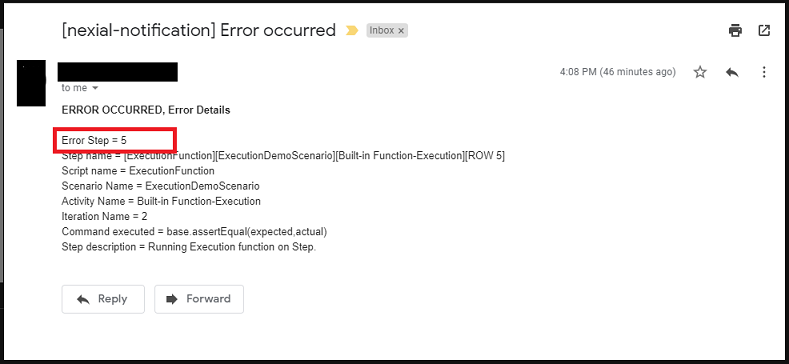 [nexial-notification] Error occurred Inbox ×
4:08 PM (46 minutes ago)
to me
ERROR OCCURRED, Error Details
Error Step = 5
Step name = [ExecutionFunction][ExecutionDemoScenario][Built-in Function-Execution][ROW 5]
Script name = ExecutionFunction
Scenario Name = ExecutionDemoScenario
Activity Name = Built-in Function-Execution
Iteration Name = 2
Command executed = base.assertEqual(expected,actual)
Step description = Running Execution function on Step.
Reply Forward